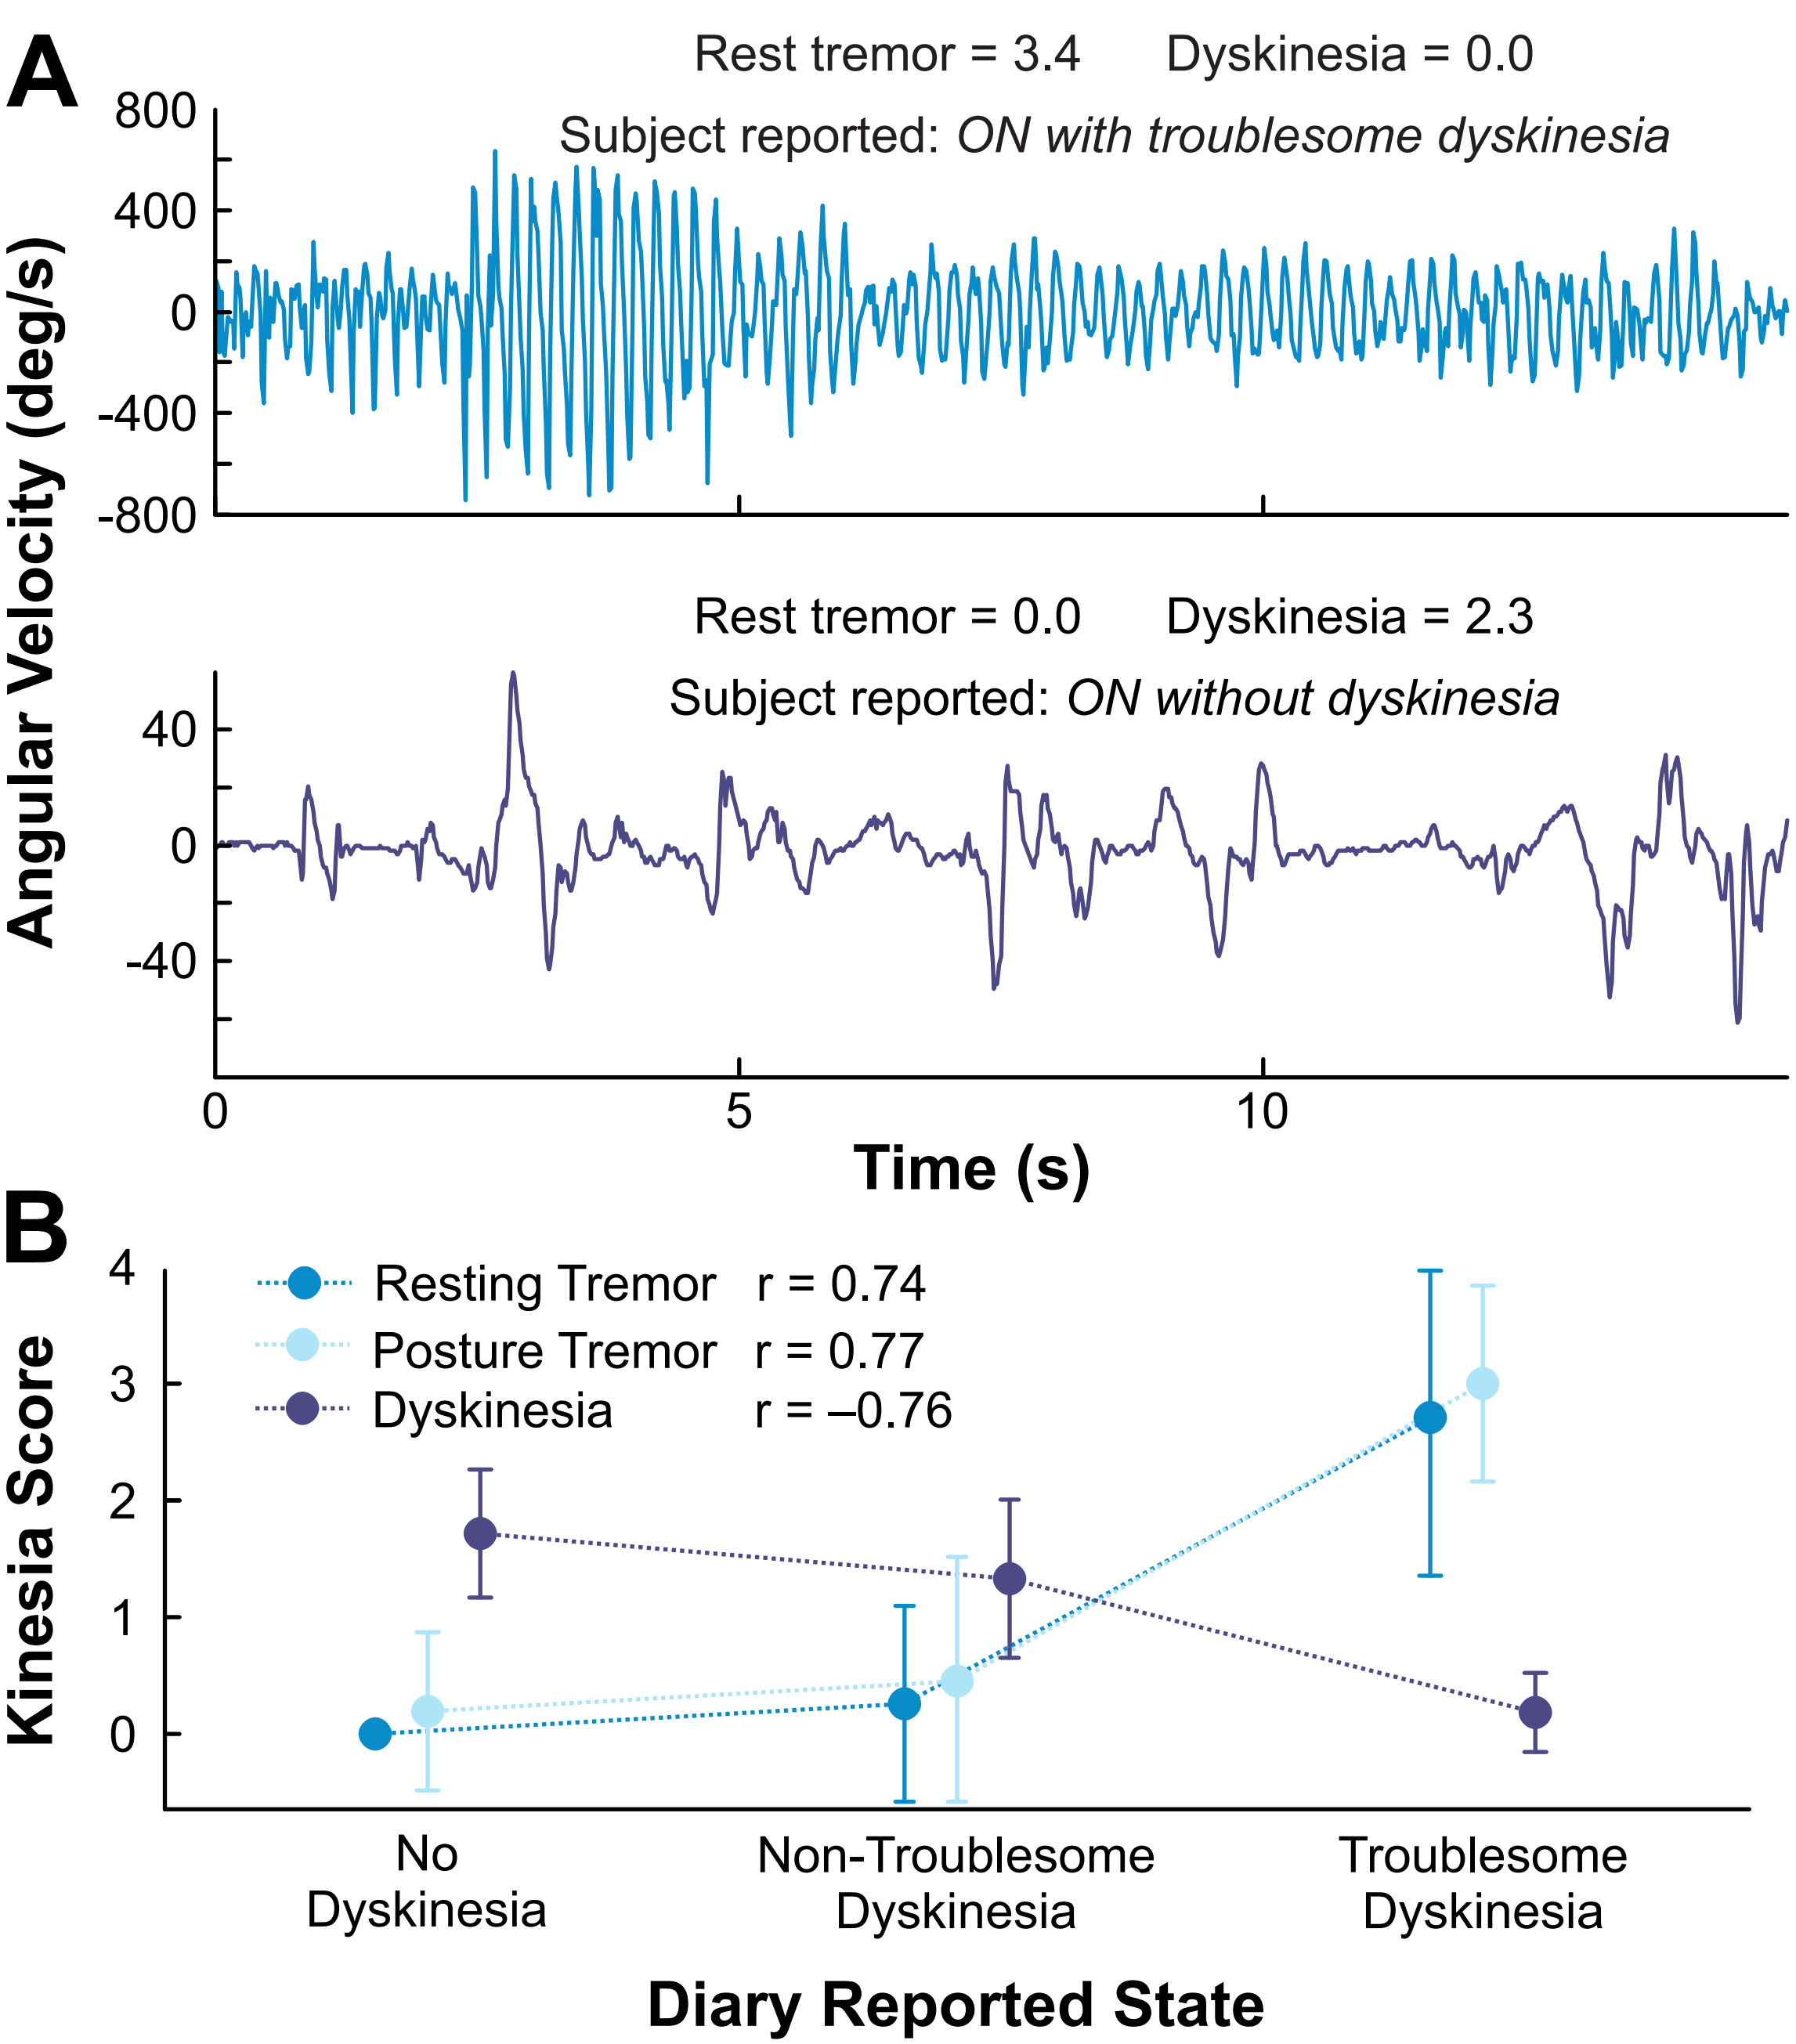 A
Rest tremor = 3.4 Dyskinesia = 0.0
Subject reported: ON with troublesome dyskinesia
800
400
0
-400
-800
Angular Velocity (deg/s)
Rest tremor = 0.0 Dyskinesia = 2.3
Subject reported: ON without dyskinesia
40
0
-40
0 5 10
Time (s)
B
Kinesia Score
4
3
2
1
0
Resting Tremor r = 0.74
Posture Tremor r = 0.77
Dyskinesia r = –0.76
No
Dyskinesia
Non-Troublesome
Dyskinesia
Troublesome
Dyskinesia
Diary Reported State